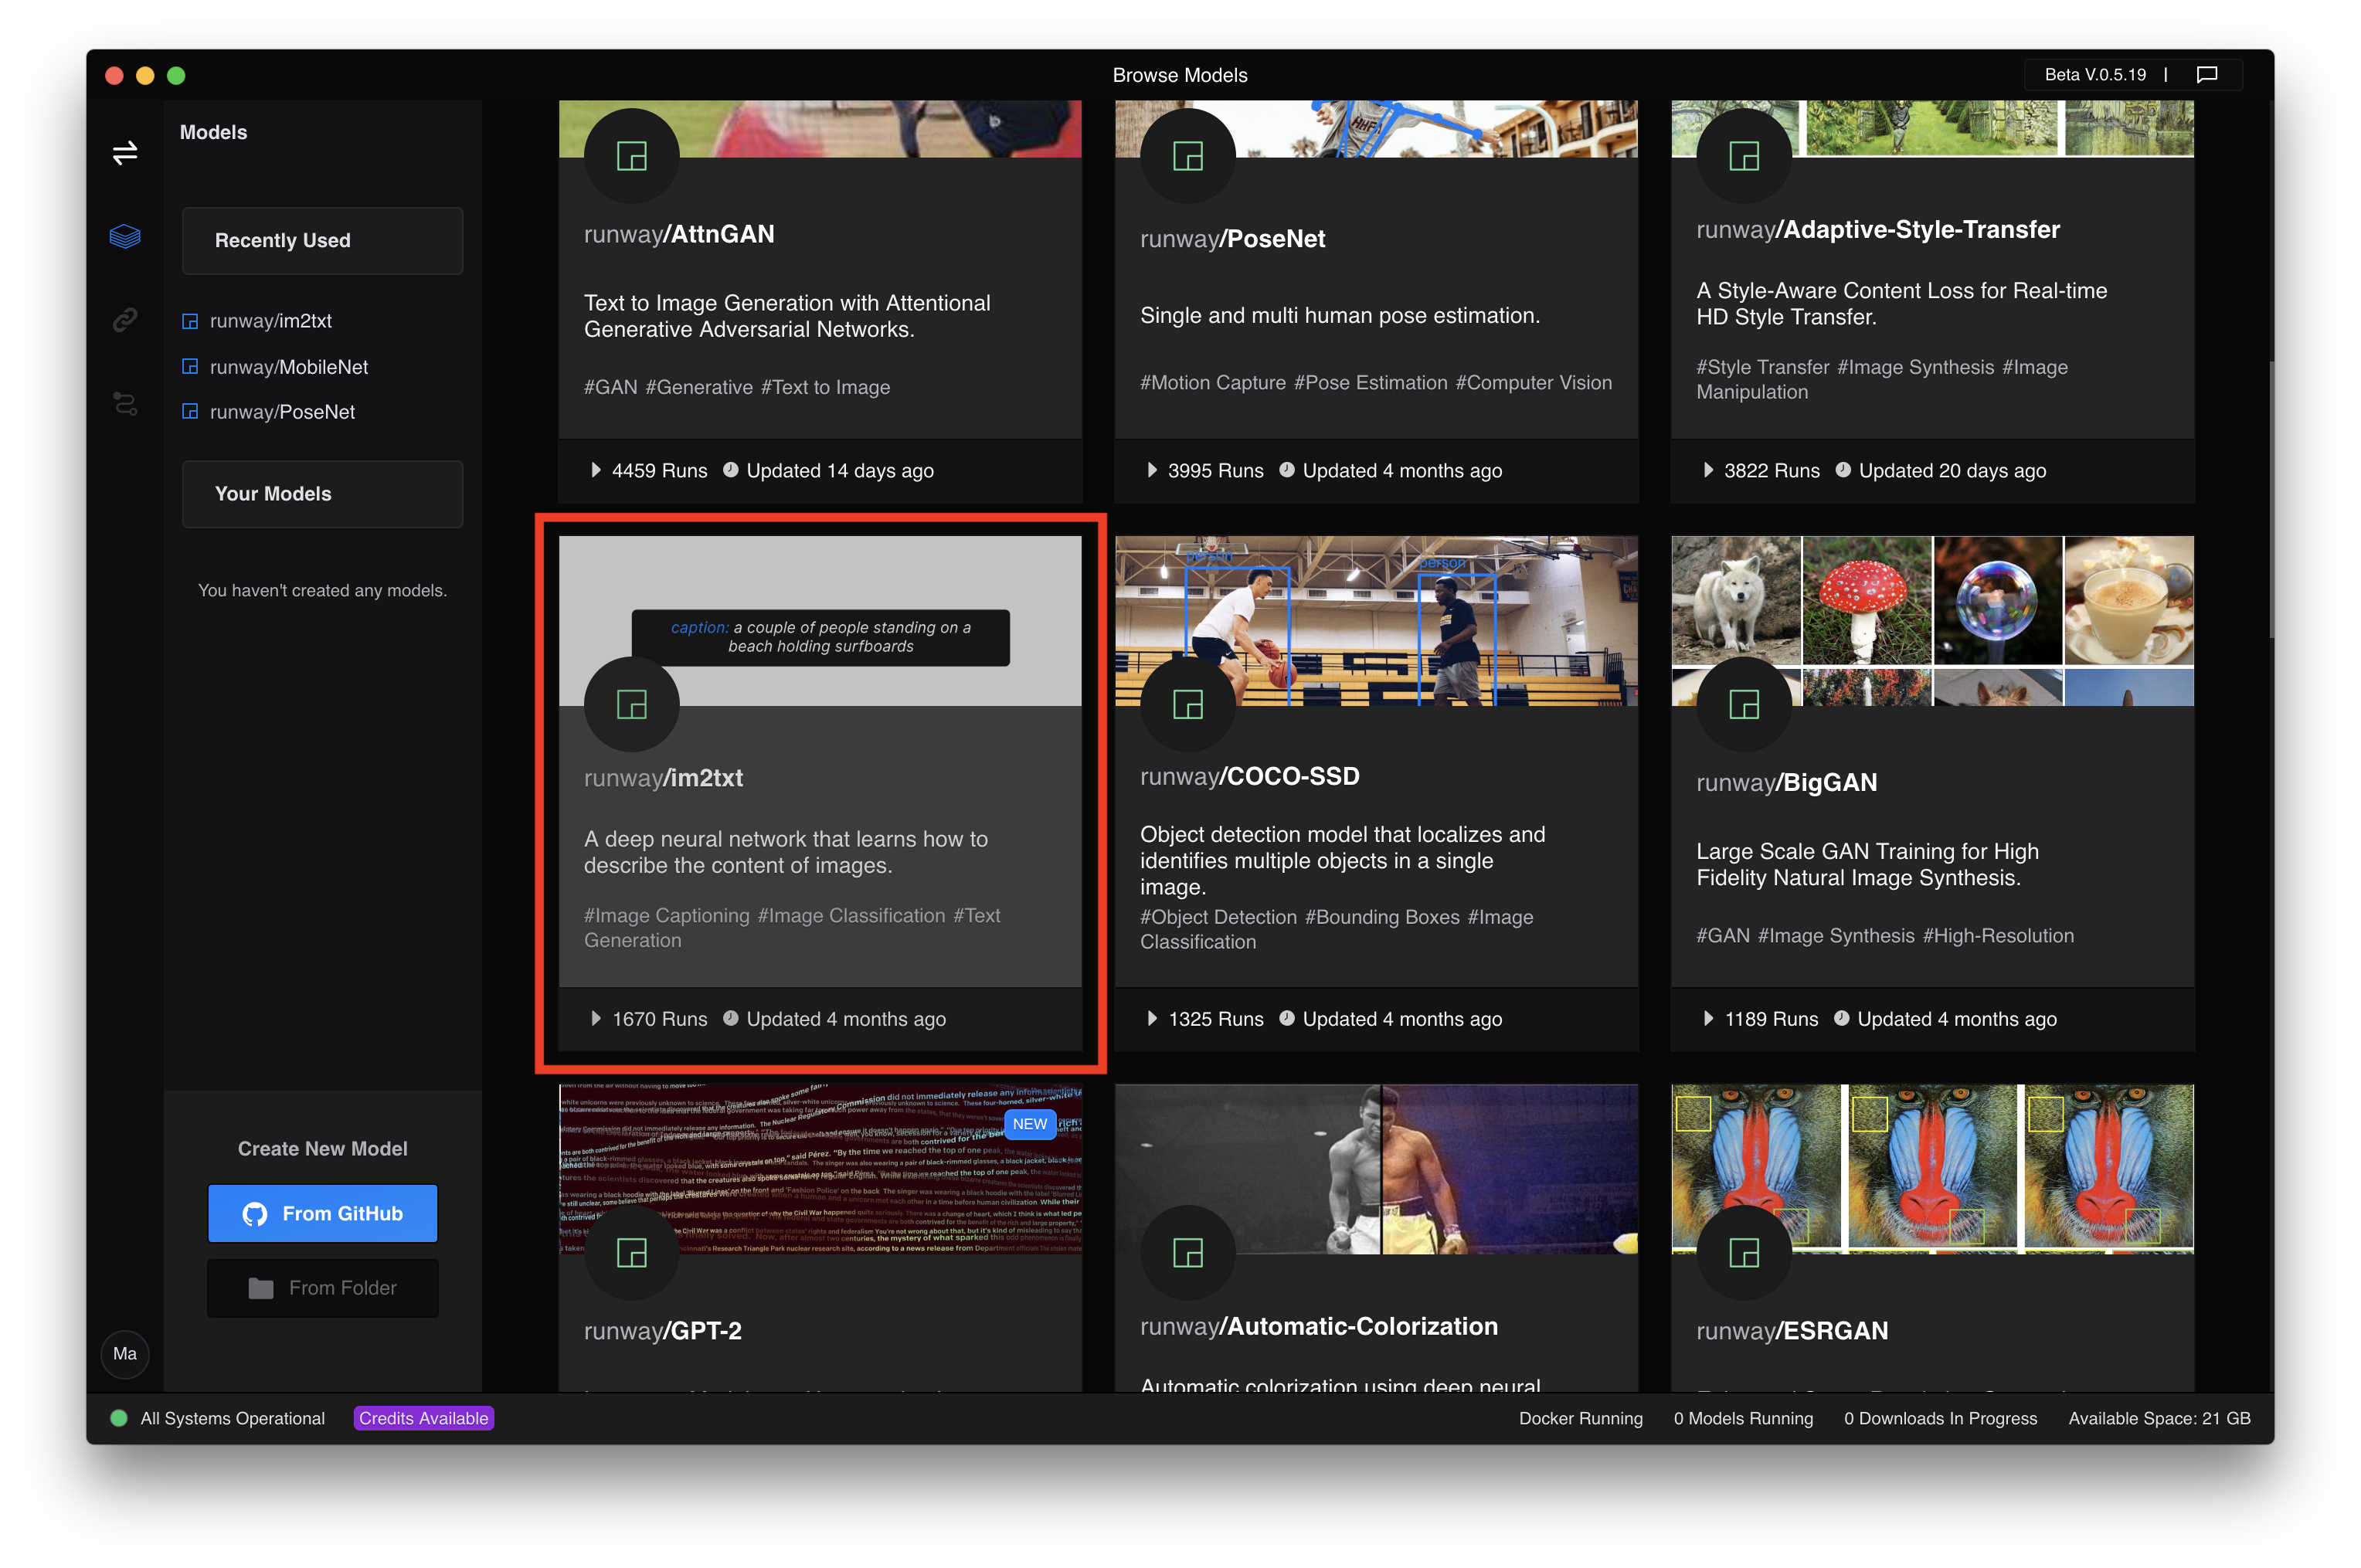 Browse Models
Beta V.0.5.19 |
Models
Recently Used
runway/im2txt
runway/MobileNet
runway/PoseNet
Your Models
You haven't created any models.
Create New Model
From GitHub
From Folder
Ma
runway/AttnGAN
Text to Image Generation with Attentional
Generative Adversarial Networks.
#GAN #Generative #Text to Image
4459 Runs Updated 14 days ago
runway/PoseNet
Single and multi human pose estimation.
#Motion Capture #Pose Estimation #Computer Vision
3995 Runs Updated 4 months ago
runway/Adaptive-Style-Transfer
A Style-Aware Content Loss for Real-time
HD Style Transfer.
#Style Transfer #Image Synthesis #Image
Manipulation
3822 Runs Updated 20 days ago
caption: a couple of people standing on a
beach holding surfboards
runway/im2txt
A deep neural network that learns how to
describe the content of images.
#Image Captioning #Image Classification #Text
Generation
1670 Runs Updated 4 months ago
person
person
runway/COCO-SSD
Object detection model that localizes and
identifies multiple objects in a single
image.
#Object Detection #Bounding Boxes #Image
Classification
1325 Runs Updated 4 months ago
runway/BigGAN
Large Scale GAN Training for High
Fidelity Natural Image Synthesis.
#GAN #Image Synthesis #High-Resolution
1189 Runs Updated 4 months ago
NEW
runway/GPT-2
runway/Automatic-Colorization
Automatic colorization using deep neural
runway/ESRGAN
All Systems Operational
Credits Available
Docker Running
0 Models Running
0 Downloads In Progress
Available Space: 21 GB